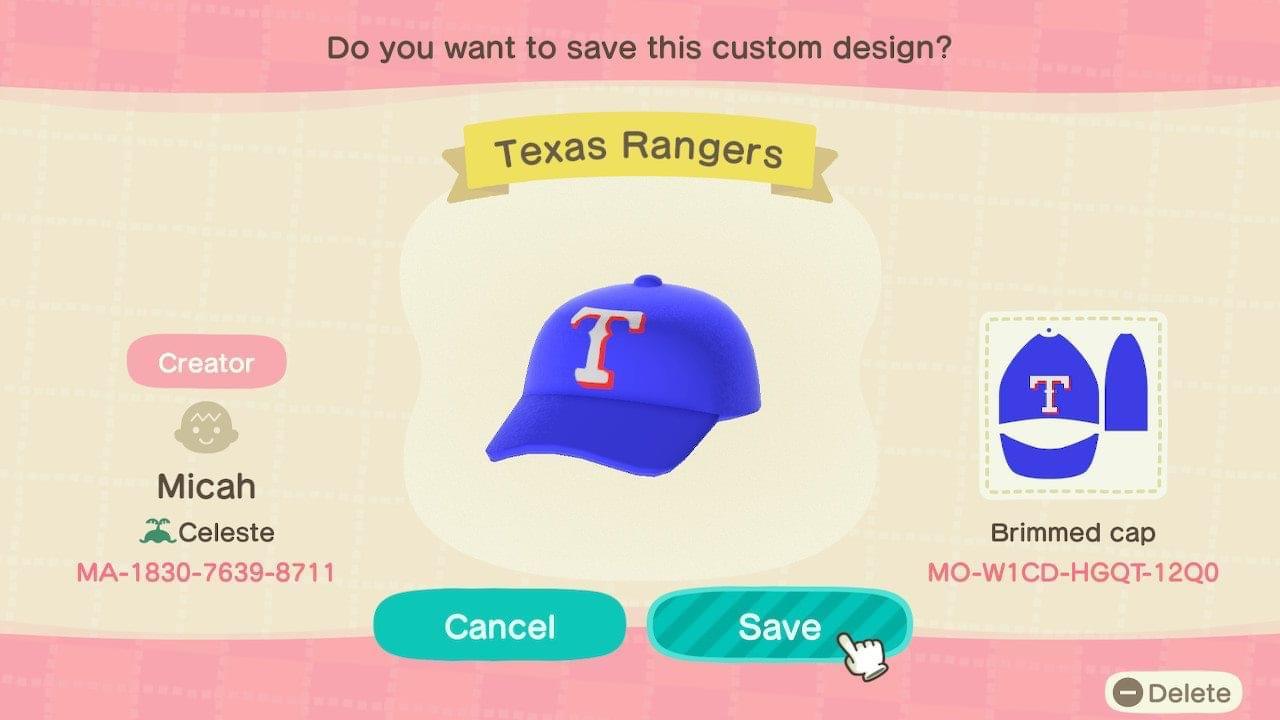 Do you want to save this custom design?
Texas Rangers
T
T
Creator
Micah
Celeste
MA-1830-7639-8711
Brimmed cap
MO-W1CD-HGQT-12Q0
Cancel
Save
Delete